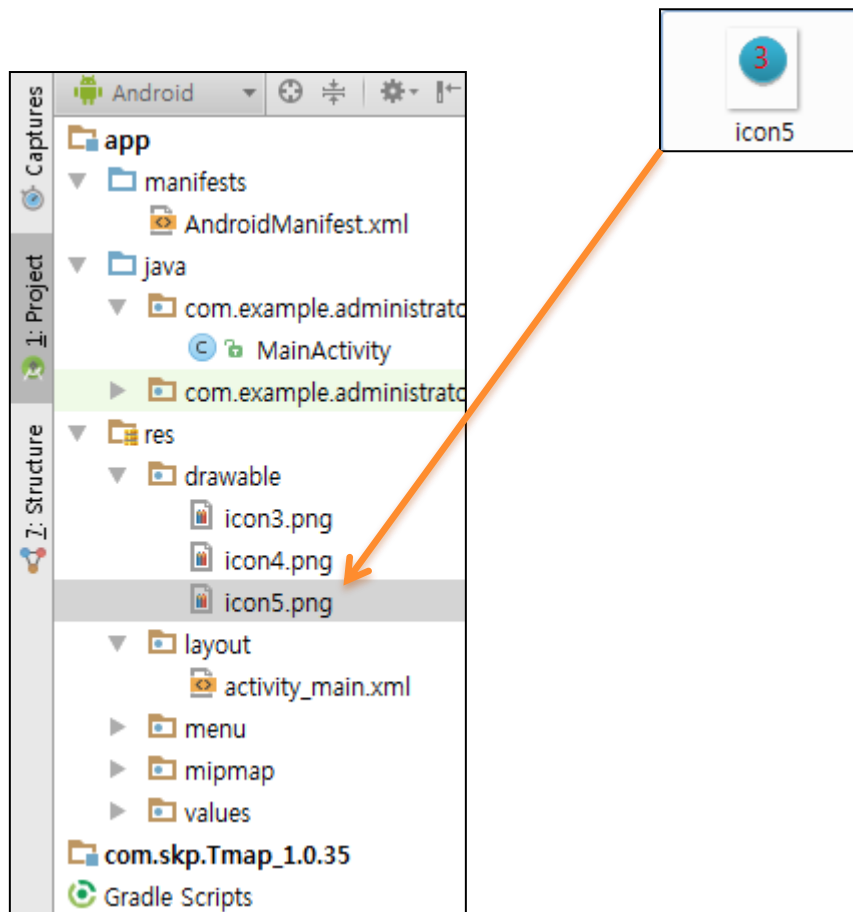 3
icon5
Captures
1: Project
7: Structure
Android
app
manifests
AndroidManifest.xml
java
com.example.administrato
MainActivity
com.example.administrato
res
drawable
icon3.png
icon4.png
icon5.png
layout
activity_main.xml
menu
mipmap
values
com.skp.Tmap_1.0.35
Gradle Scripts